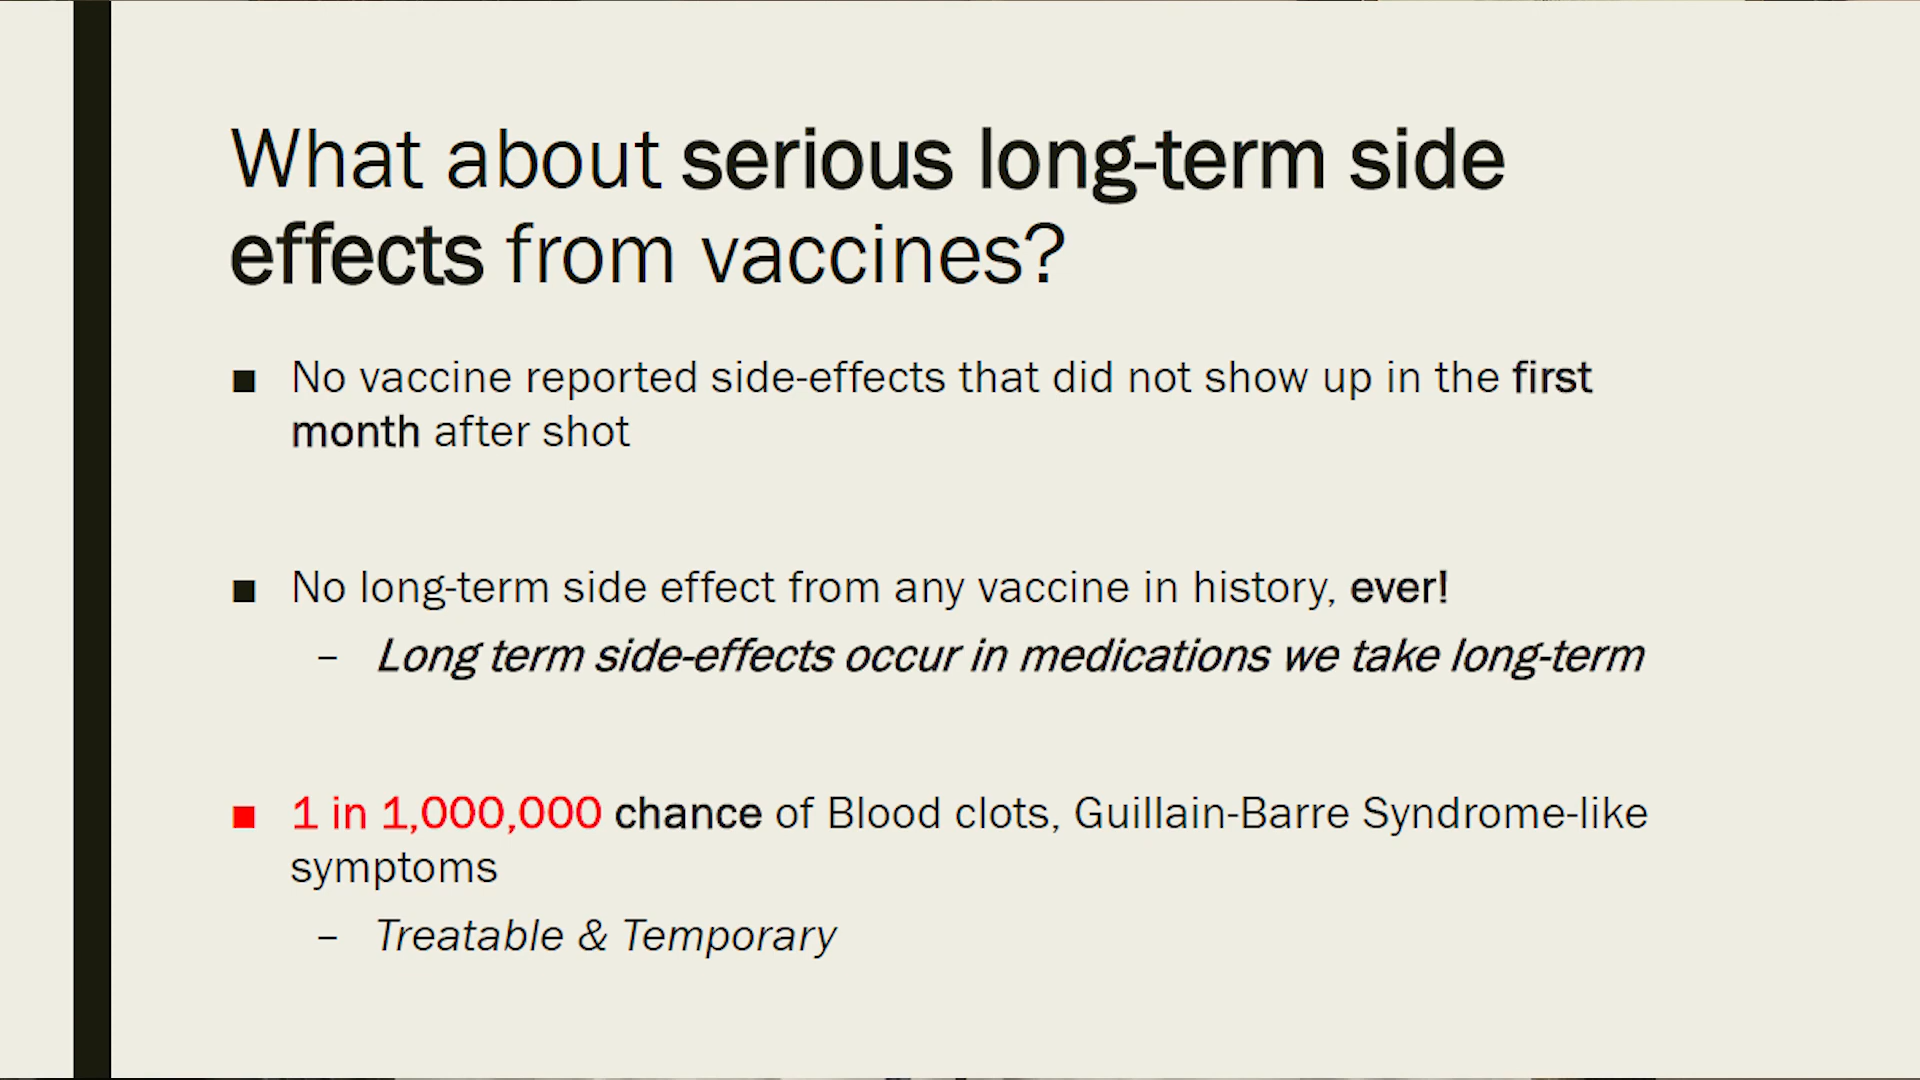 What about serious long-term side
effects from vaccines?
■ No vaccine reported side-effects that did not show up in the first
month after shot
■ No long-term side effect from any vaccine in history, ever!
– Long term side-effects occur in medications we take long-term
■ 1 in 1,000,000 chance of Blood clots, Guillain-Barre Syndrome-like
symptoms
– Treatable & Temporary